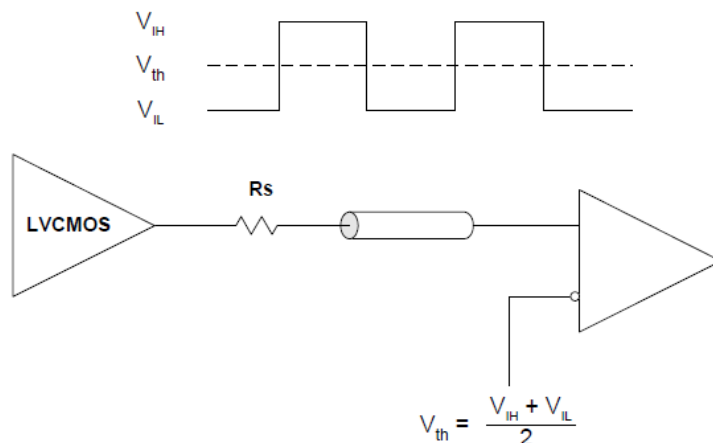 V_IH
V_th
V_IL
Rs
LVCMOS
V_th = (V_IH + V_IL) / 2